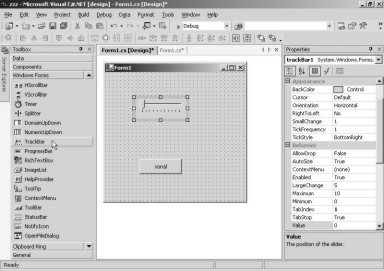 zzz - Microsoft Visual C# .NET [design] - Form1.cs [Design]*
File Edit View Project Build Debug Data Format Tools Window Help
Debug
Toolbox
Form1.cs [Design]* Form1.cs*
Properties
Server Explorer
Data
Components
Windows Forms
HScrollBar
VScrollBar
Timer
Splitter
DomainUpDown
NumericUpDown
TrackBar
ProgressBar
RichTextBox
ImageList
HelpProvider
ToolTip
ContextMenu
ToolBar
StatusBar
NotifyIcon
OpenFileDialog
Clipboard Ring
General
Form1
sonal
trackBar1 System.Windows.Forms.
Appearance
BackColor Control
Cursor Default
Orientation Horizontal
RightToLeft No
SmallChange 1
TickFrequency 1
TickStyle BottomRight
Behavior
AllowDrop False
AutoSize True
ContextMenu (none)
Enabled True
LargeChange 5
Maximum 10
Minimum 0
TabIndex
TabStop True
Value 0
Value
The position of the slider.
Ready